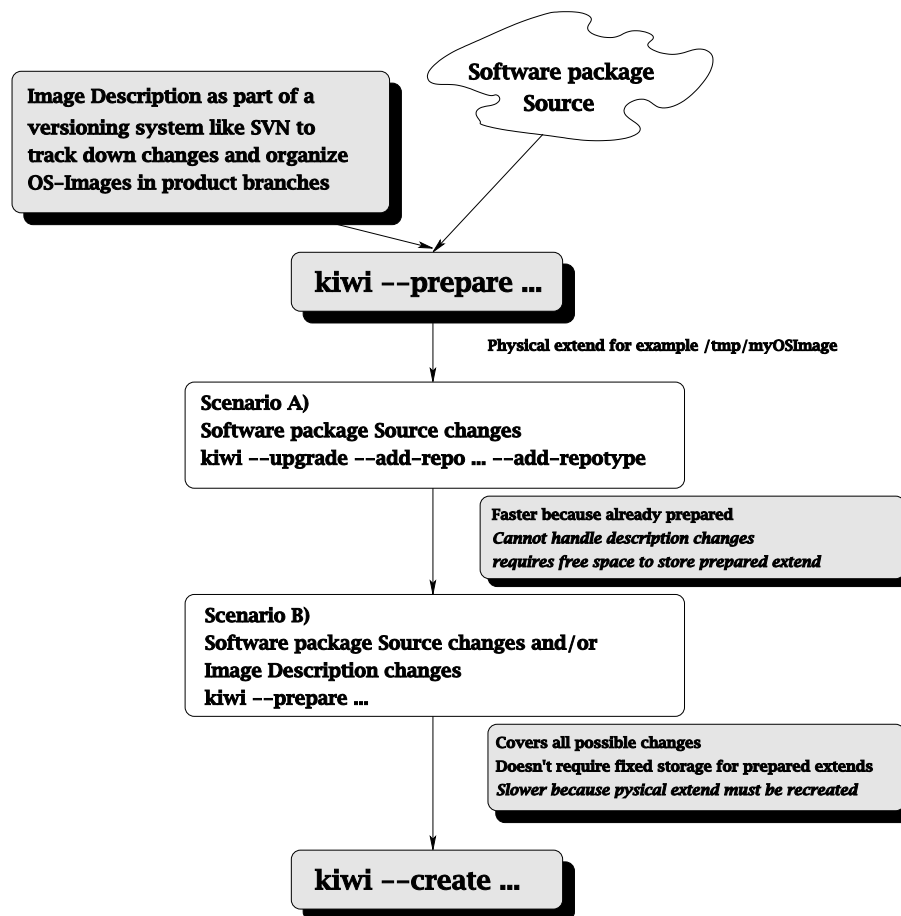 Software package
Source
Image Description as part of a
versioning system like SVN to
track down changes and organize
OS-Images in product branches
kiwi --prepare ...
Physical extend for example /tmp/myOSImage
Scenario A)
Software package Source changes
kiwi --upgrade --add-repo ... --add-repotype
Faster because already prepared
Cannot handle description changes
requires free space to store prepared extend
Scenario B)
Software package Source changes and/or
Image Description changes
kiwi --prepare ...
Covers all possible changes
Doesn't require fixed storage for prepared extends
Slower because pysical extend must be recreated
kiwi --create ...